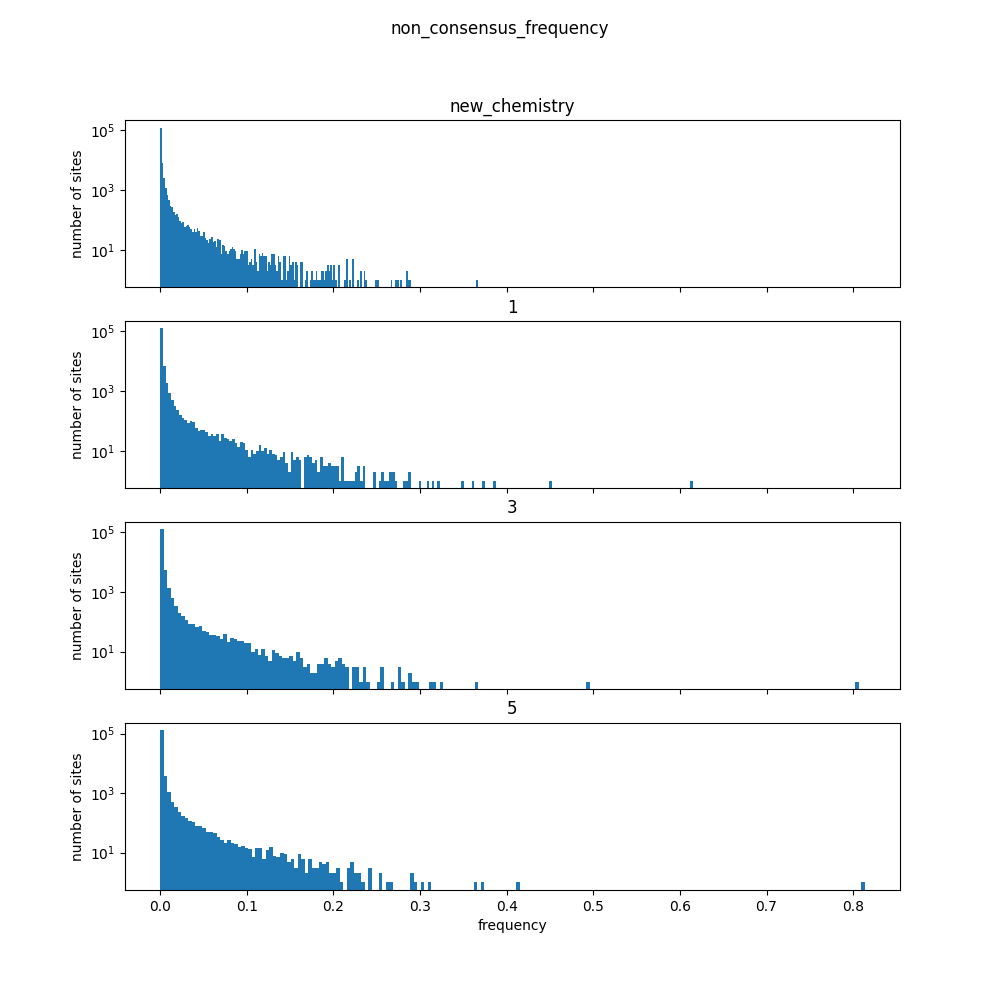 non_consensus_frequency
new_chemistry
10^5
10^3
10^1
number of sites
1
10^5
10^3
10^1
number of sites
3
10^5
10^3
10^1
number of sites
5
10^5
10^3
10^1
number of sites
0.0 0.1 0.2 0.3 0.4 0.5 0.6 0.7 0.8
frequency